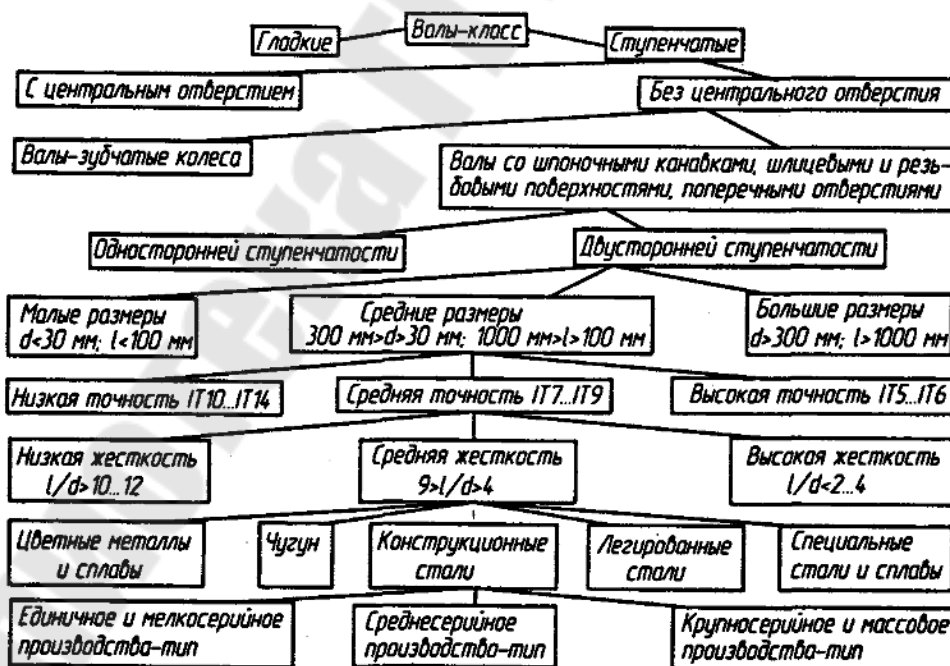 Валы-класс
Гладкие
Ступенчатые
С центральным отверстием
Без центрального отверстия
Валы-зубчатые колеса
Валы со шпоночными канавками, шлицевыми и резь-
бовыми поверхностями, поперечными отверстиями
Односторонней ступенчатости
Двусторонней ступенчатости
Малые размеры
d<30 мм; l<100 мм
Средние размеры
300 мм>d>30 мм; 1000 мм>l>100 мм
Большие размеры
d>300 мм; l>1000 мм
Низкая точность IT10...IT14
Средняя точность IT7...IT9
Высокая точность IT5...IT6
Низкая жесткость
l/d>10...12
Средняя жесткость
9>l/d>4
Высокая жесткость
l/d<2...4
Цветные металлы
и сплавы
Чугун
Конструкционные
стали
Легированные
стали
Специальные
стали и сплавы
Единичное и мелкосерийное
производства-тип
Среднесерийное
производство-тип
Крупносерийное и массовое
производства-тип